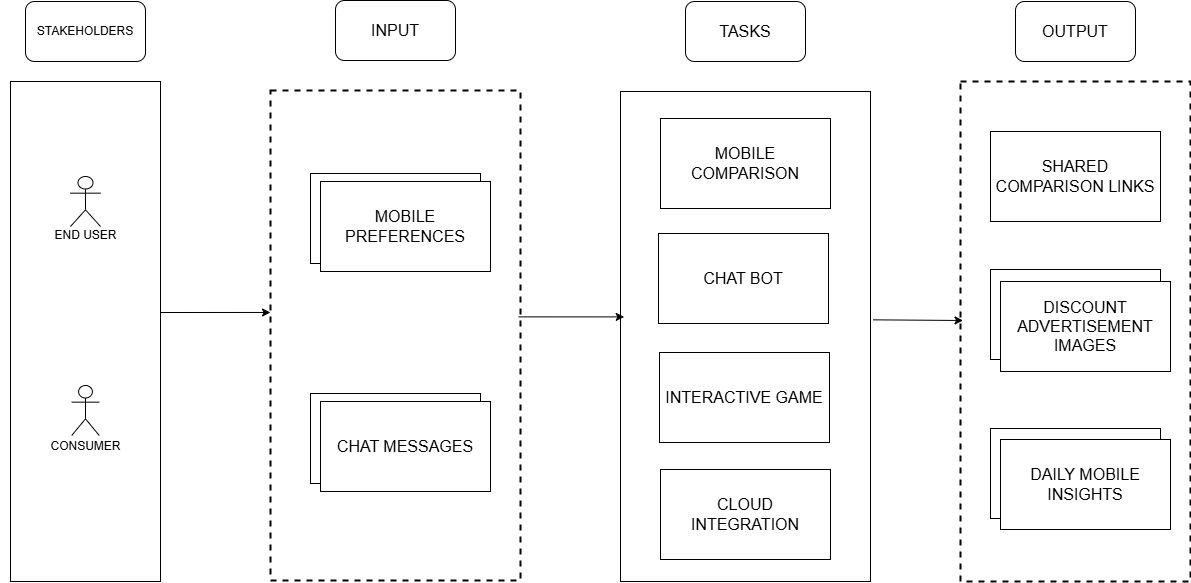 STAKEHOLDERS
INPUT
TASKS
OUTPUT
END USER
CONSUMER
MOBILE
PREFERENCES
CHAT MESSAGES
MOBILE
COMPARISON
CHAT BOT
INTERACTIVE GAME
CLOUD
INTEGRATION
SHARED
COMPARISON LINKS
DISCOUNT
ADVERTISEMENT
IMAGES
DAILY MOBILE
INSIGHTS